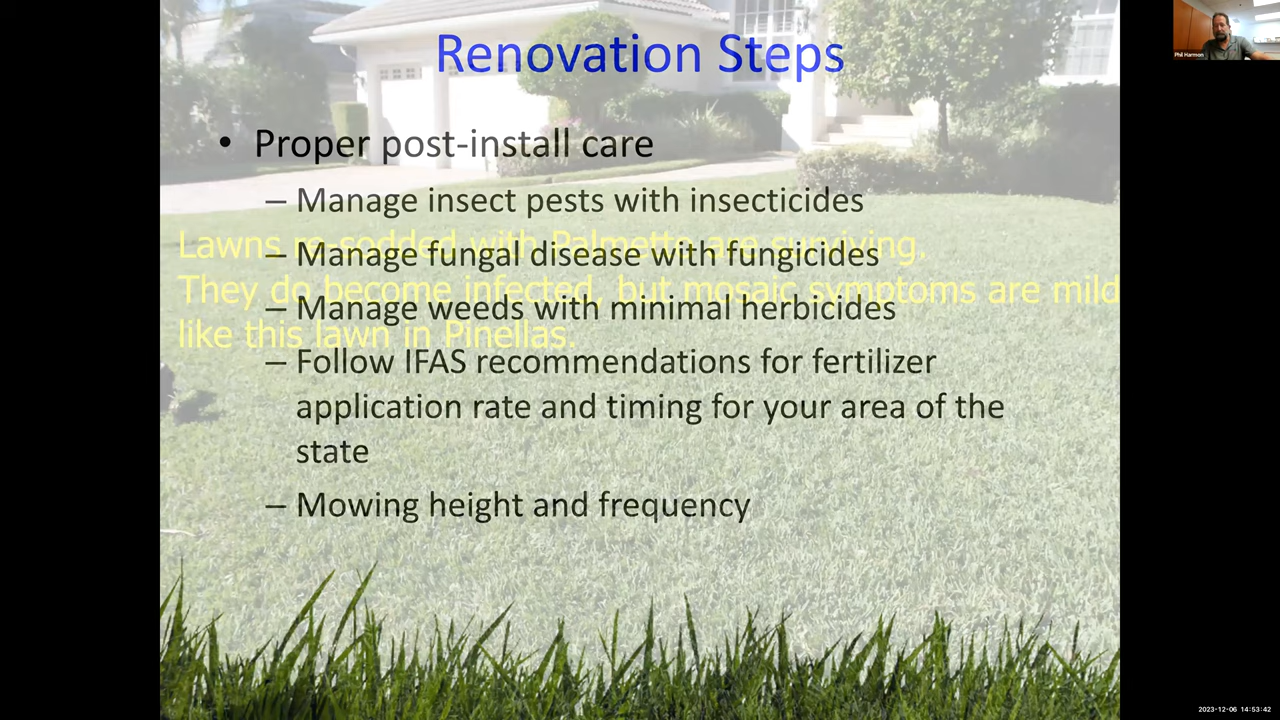 Renovation Steps
• Proper post-install care
– Manage insect pests with insecticides
Lawns re-sodded with Palmetto are surviving.
– Manage fungal disease with fungicides
They do become infected, but mosaic symptoms are mild
– Manage weeds with minimal herbicides
like this lawn in Pinellas.
– Follow IFAS recommendations for fertilizer
application rate and timing for your area of the
state
– Mowing height and frequency
Phil Harmon
2023-12-06 14:53:42